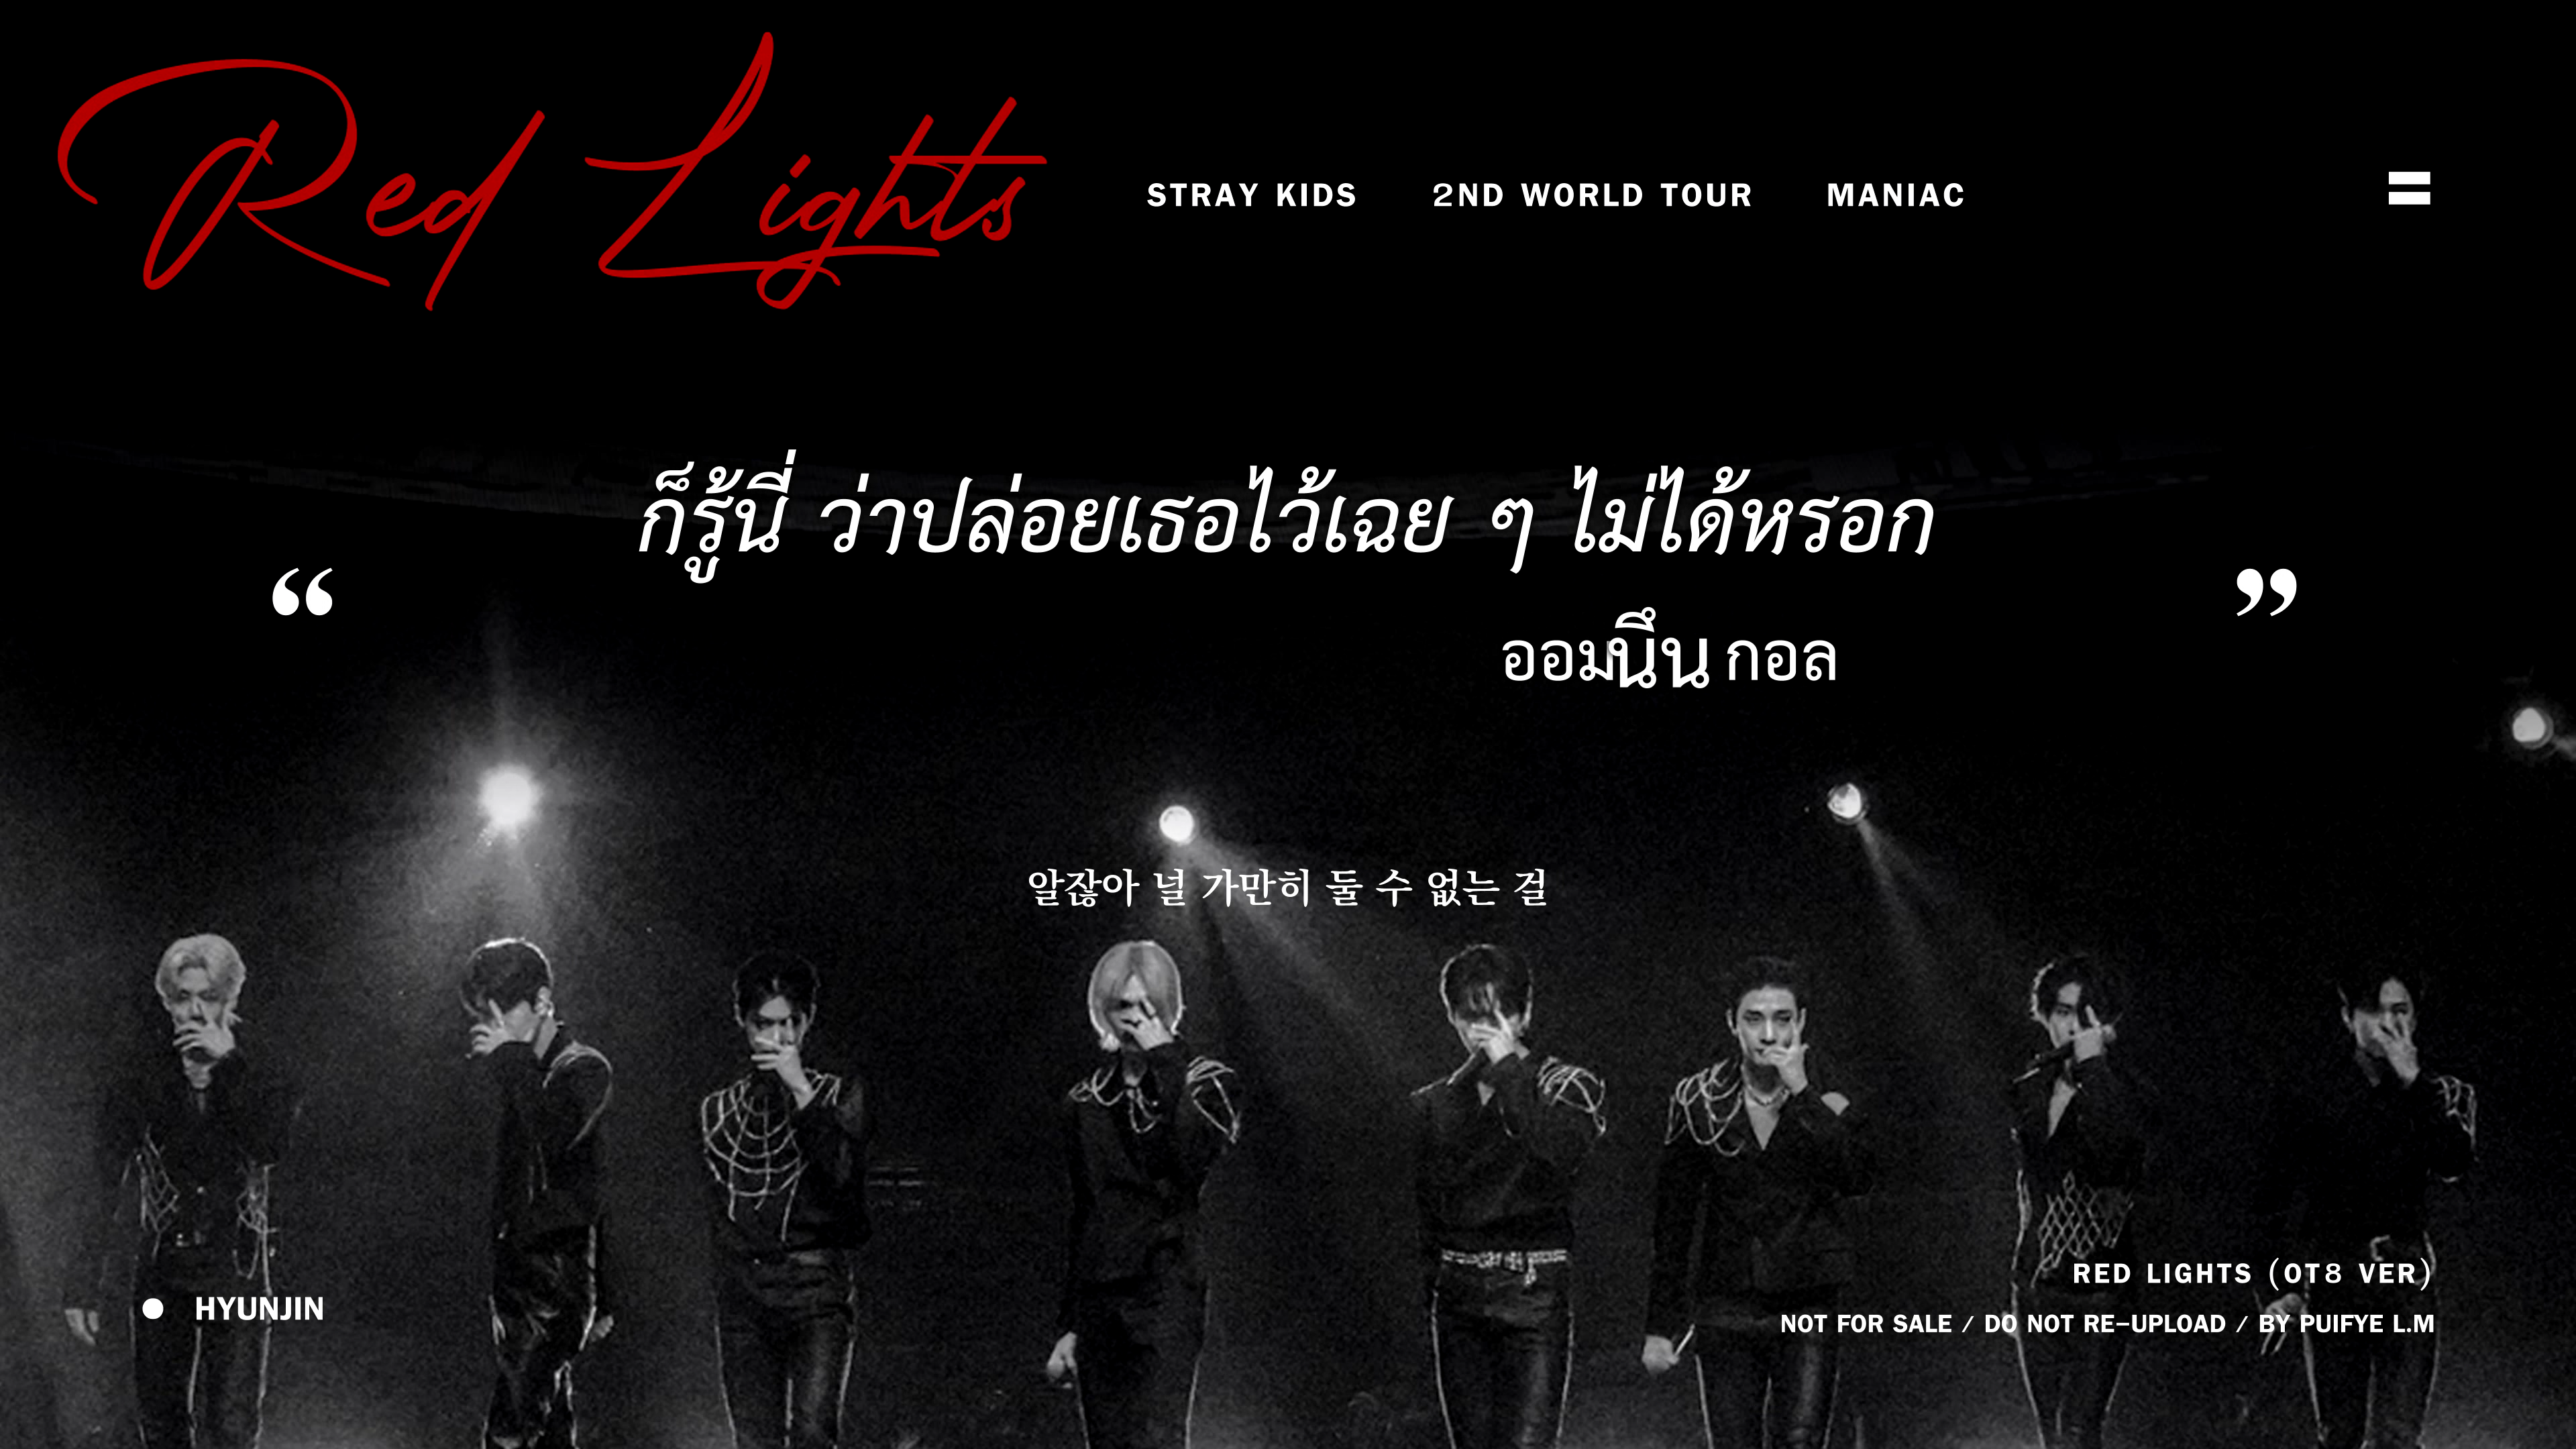 Red Lights
STRAY KIDS 2ND WORLD TOUR MANIAC
ก็รู้นี่ ว่าปล่อยเธอไว้เฉย ๆ ไม่ได้หรอก
“ ”
ออมนึน กอล
알잖아 널 가만히 둘 수 없는 걸
RED LIGHTS (OT8 VER)
HYUNJIN
NOT FOR SALE / DO NOT RE-UPLOAD / BY PUIFYE L.M